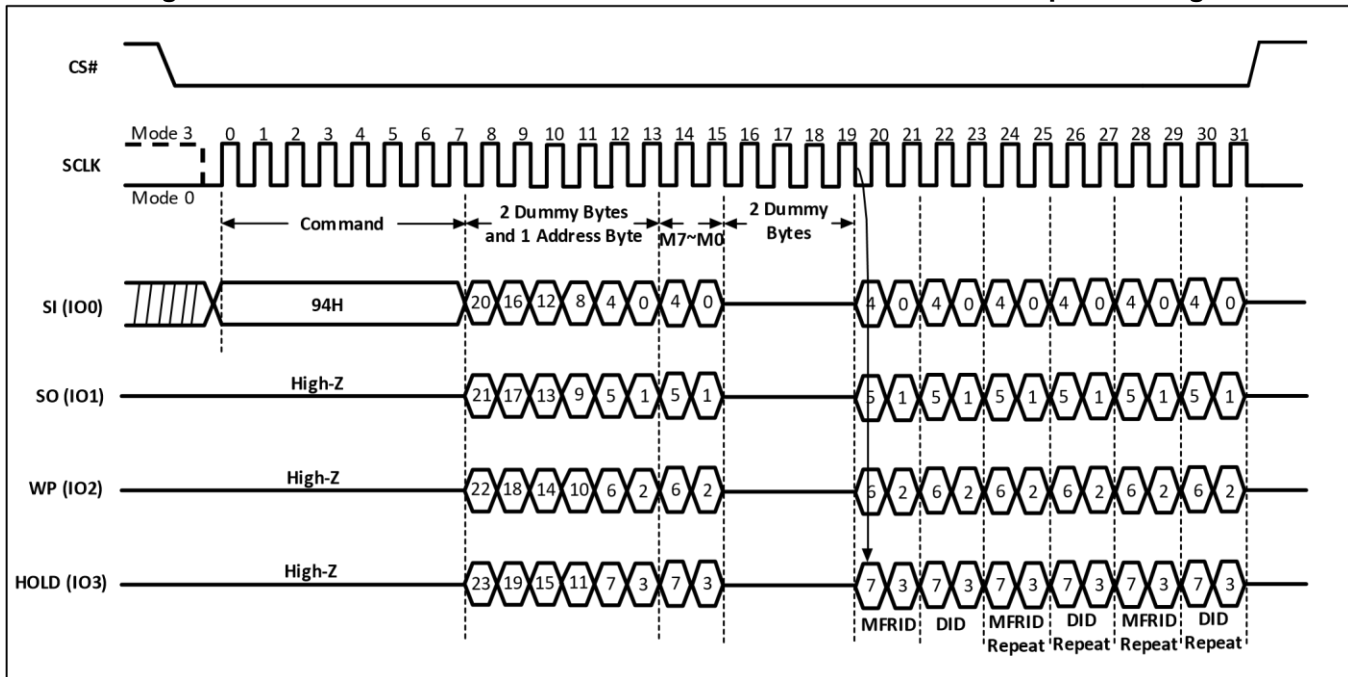 CS#
Mode 3
0 1 2 3 4 5 6 7 8 9 10 11 12 13 14 15 16 17 18 19 20 21 22 23 24 25 26 27 28 29 30 31
SCLK
Mode 0
Command
2 Dummy Bytes
and 1 Address Byte
M7~M0
2 Dummy
Bytes
SI (IO0)
94H
20 16 12 8 4 0 4 0
4 0 4 0 4 0 4 0 4 0 4 0
SO (IO1)
High-Z
21 17 13 9 5 1 5 1
5 1 5 1 5 1 5 1 5 1 5 1
WP (IO2)
High-Z
22 18 14 10 6 2 6 2
6 2 6 2 6 2 6 2 6 2 6 2
HOLD (IO3)
High-Z
23 19 15 11 7 3 7 3
7 3 7 3 7 3 7 3 7 3 7 3
MFRID
DID
MFRID
Repeat
DID
Repeat
MFRID
Repeat
DID
Repeat